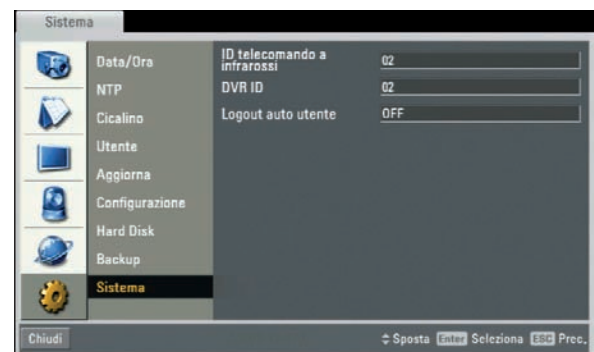 Sistema
Data/Ora
NTP
Cicalino
Utente
Aggiorna
Configurazione
Hard Disk
Backup
Sistema
ID telecomando a
infrarossi
02
DVR ID
02
Logout auto utente
OFF
Chiudi
Sposta Enter Seleziona ESC Prec.